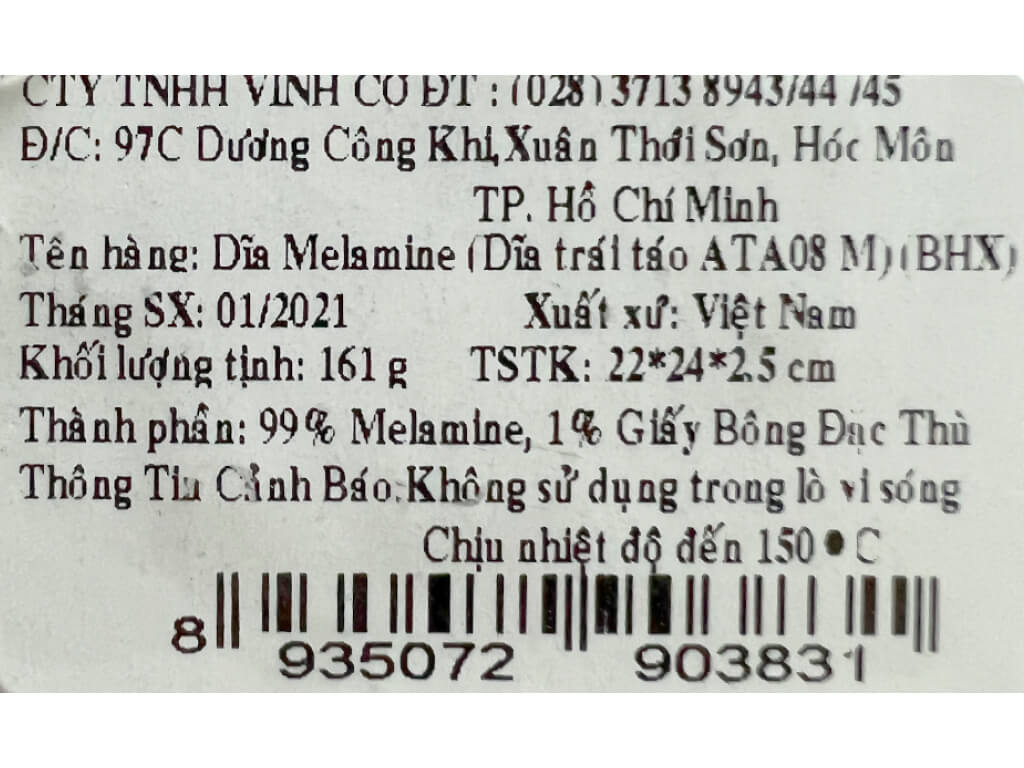 CTY TNHH VĨNH CƠ ĐT : (028) 3713 8943/44 /45
Đ/C: 97C Dương Công Khi, Xuân Thới Sơn, Hóc Môn
TP. Hồ Chí Minh
Tên hàng: Dĩa Melamine (Dĩa trái táo ATA08 M) (BHX)
Tháng SX: 01/2021 Xuất xứ: Việt Nam
Khối lượng tịnh: 161 g TSTK: 22*24*2.5 cm
Thành phần: 99% Melamine, 1% Giấy Bông Đặc Thù
Thông Tin Cảnh Báo: Không sử dụng trong lò vi sóng
Chịu nhiệt độ đến 150 • C
8 935072 903831